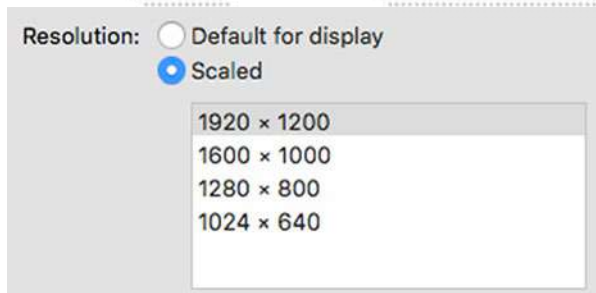 Resolution: Default for display
Scaled
1920 × 1200
1600 × 1000
1280 × 800
1024 × 640